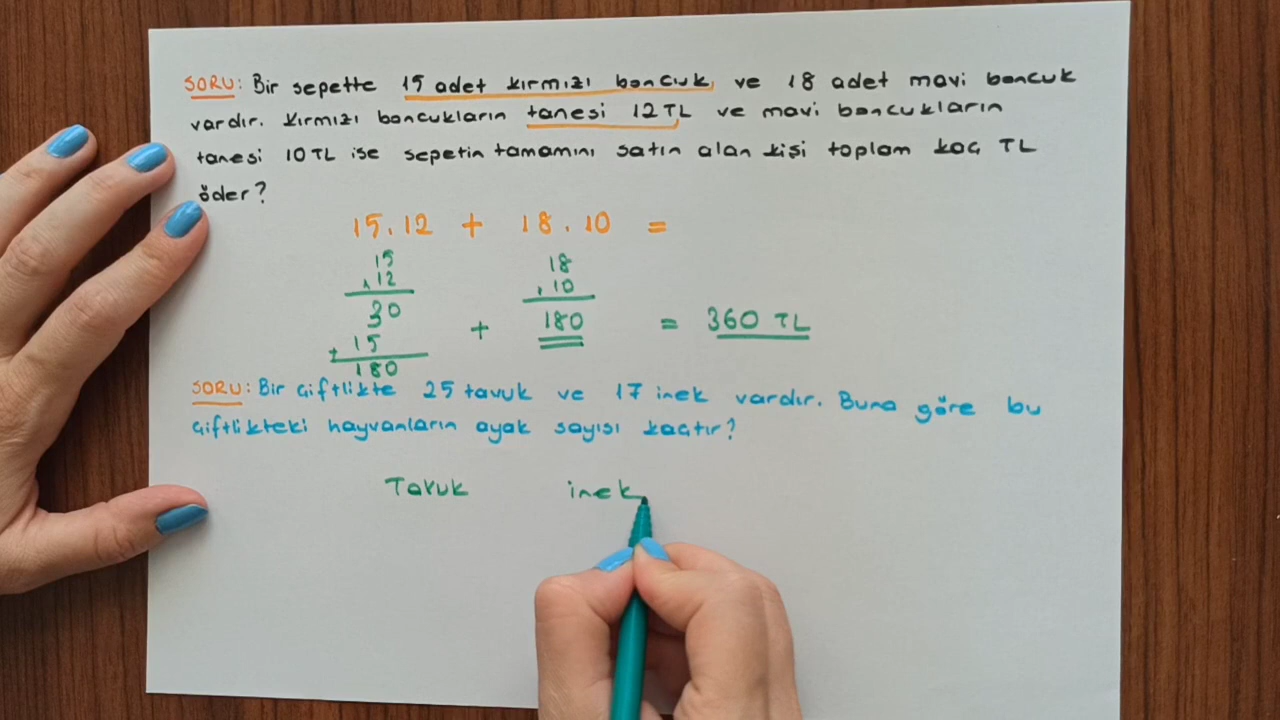 SORU: Bir sepette 15 adet kırmızı boncuk, ve 18 adet mavi boncuk
vardır. Kırmızı boncukların tanesi 12 TL ve mavi boncukların
tanesi 10 TL ise sepetin tamamını satın alan kişi toplam kaç TL
öder?
15.12 + 18.10 =
15 18
.12 .10
30 180
+ = 360 TL
+15
180
SORU: Bir çiftlikte 25 tavuk ve 17 inek vardır. Buna göre bu
çiftlikteki hayvanların ayak sayısı kaçtır?
Tavuk inek